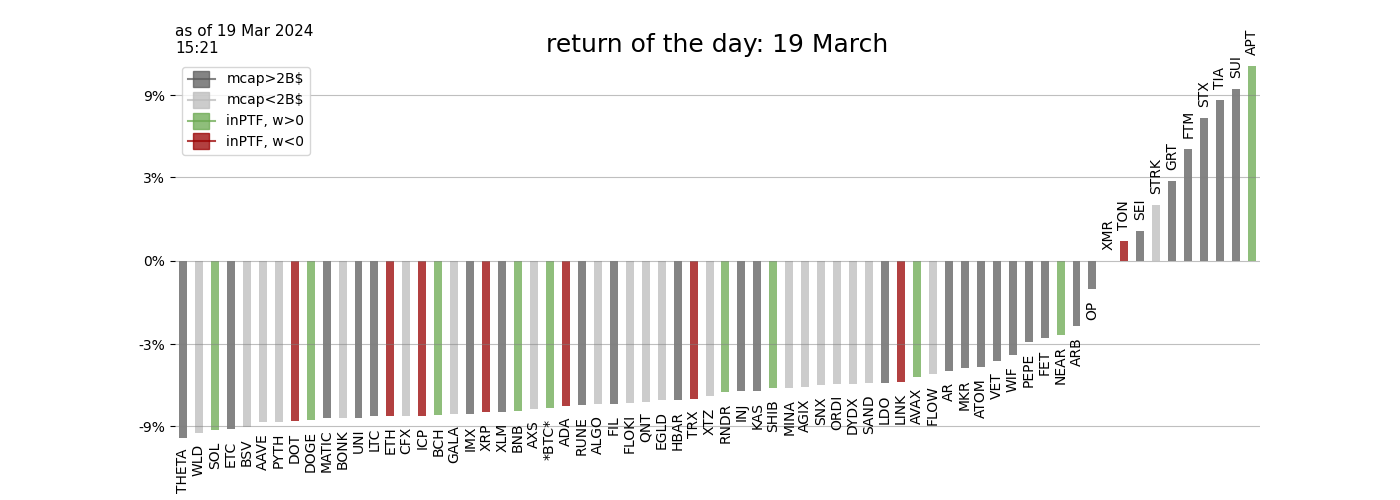 as of 19 Mar 2024
15:21
return of the day: 19 March
mcap>2B$
mcap<2B$
inPTF, w>0
inPTF, w<0
9%
3%
0%
-3%
-9%
THETA
WLD
SOL
ETC
BSV
AAVE
PYTH
DOT
DOGE
MATIC
BONK
UNI
LTC
ETH
CFX
ICP
BCH
GALA
IMX
XRP
XLM
BNB
AXS
*BTC*
ADA
RUNE
ALGO
FIL
FLOKI
QNT
EGLD
HBAR
TRX
XTZ
RNDR
INJ
KAS
SHIB
MINA
AGIX
SNX
ORDI
DYDX
SAND
LDO
LINK
AVAX
FLOW
AR
MKR
ATOM
VET
WIF
PEPE
FET
NEAR
ARB
OP
XMR
TON
SEI
STRK
GRT
FTM
STX
TIA
SUI
APT